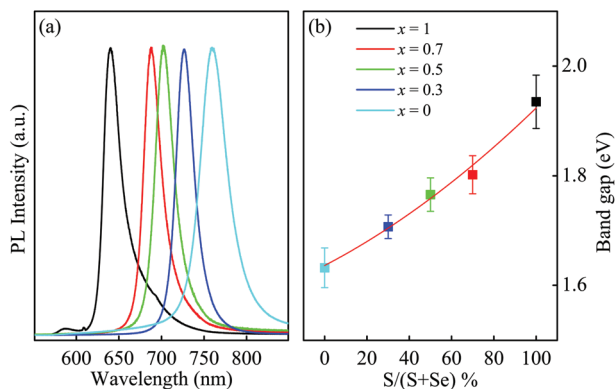 (a)
PL Intensity (a.u.)
600 650 700 750 800
Wavelength (nm)
(b)
x = 1
x = 0.7
x = 0.5
x = 0.3
x = 0
2.0
1.8
1.6
Band gap (eV)
0 20 40 60 80 100
S/(S+Se) %